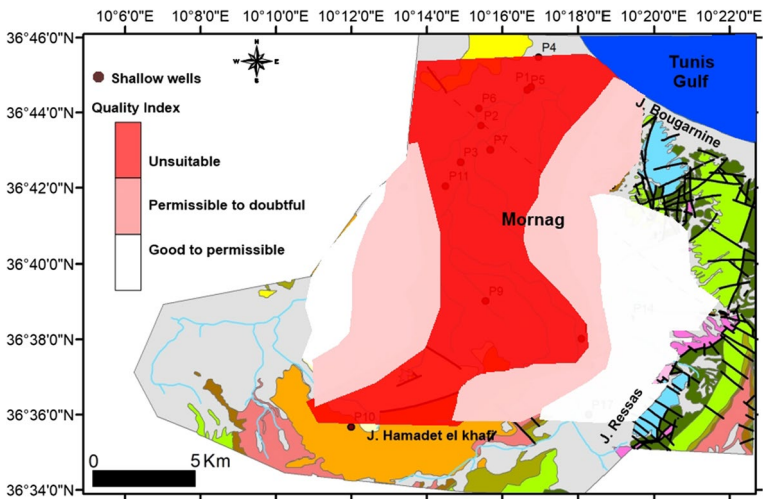 10°6'0"E 10°8'0"E 10°10'0"E 10°12'0"E 10°14'0"E 10°16'0"E 10°18'0"E 10°20'0"E 10°22'0"E
36°46'0"N
36°44'0"N
36°42'0"N
36°40'0"N
36°38'0"N
36°36'0"N
36°34'0"N
N
W E
S
Shallow wells
Quality Index
Unsuitable
Permissible to doubtful
Good to permissible
P4
Tunis
Gulf
P1
P5
P6
P2
J. Bougarnine
P7
P3
P11
Mornag
P9
P14
P10
J. Hamadet el khatf
J. Ressas
0 5 Km